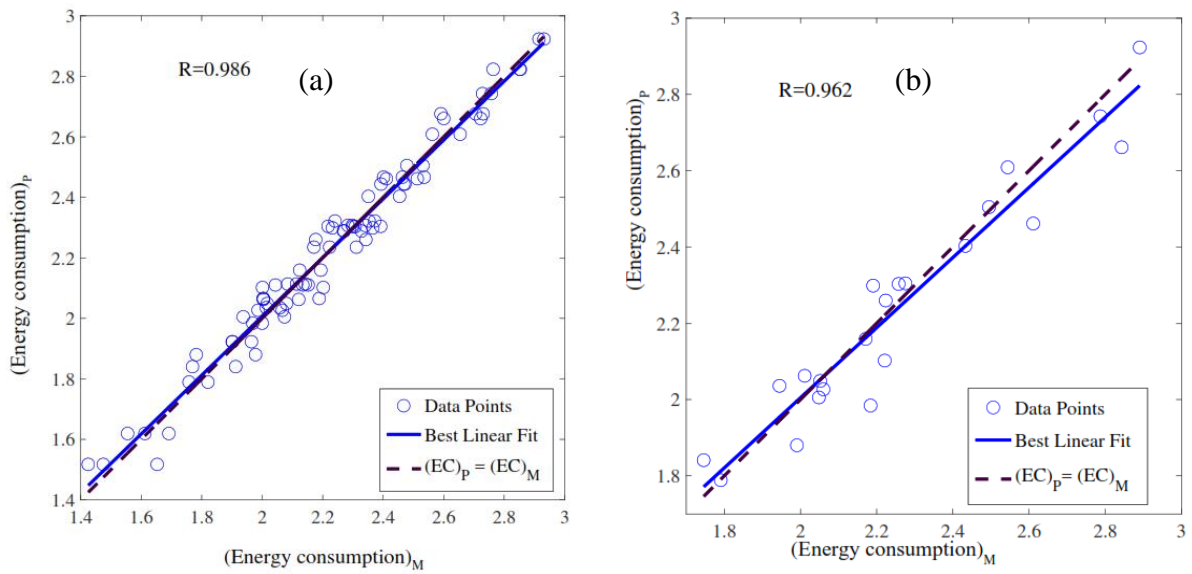 3
2.8
2.6
2.4
2.2
2
1.8
1.6
1.4
(Energy consumption)P
R=0.986
(a)
Data Points
Best Linear Fit
(EC)P = (EC)M
1.4 1.6 1.8 2 2.2 2.4 2.6 2.8 3
(Energy consumption)M
3
2.8
2.6
2.4
2.2
2
1.8
(Energy consumption)P
R=0.962
(b)
Data Points
Best Linear Fit
(EC)P= (EC)M
1.8 2 2.2 2.4 2.6 2.8 3
(Energy consumption)M